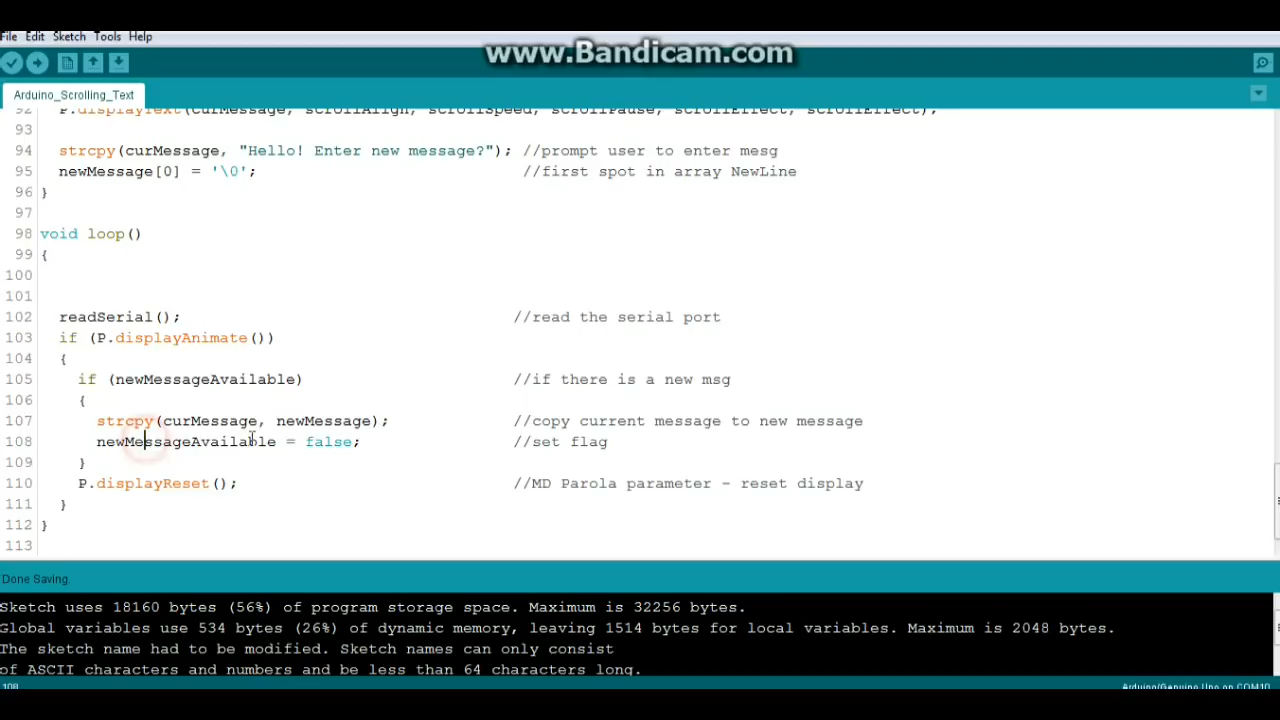 File Edit Sketch Tools Help
www.Bandicam.com
Arduino_Scrolling_Text
92 P.displayText(curMessage, scrollAlign, scrollSpeed, scrollPause, scrollEffect, scrollEffect);
93
94 strcpy(curMessage, "Hello! Enter new message?"); //prompt user to enter mesg
95 newMessage[0] = '\0'; //first spot in array NewLine
96 }
97
98 void loop()
99 {
100
101
102 readSerial(); //read the serial port
103 if (P.displayAnimate())
104 {
105 if (newMessageAvailable) //if there is a new msg
106 {
107 strcpy(curMessage, newMessage); //copy current message to new message
108 newMessageAvailable = false; //set flag
109 }
110 P.displayReset(); //MD Parola parameter - reset display
111 }
112 }
113
Done Saving.
Sketch uses 18160 bytes (56%) of program storage space. Maximum is 32256 bytes.
Global variables use 534 bytes (26%) of dynamic memory, leaving 1514 bytes for local variables. Maximum is 2048 bytes.
The sketch name had to be modified. Sketch names can only consist
of ASCII characters and numbers and be less than 64 characters long.
108 Arduino/Genuino Uno on COM10